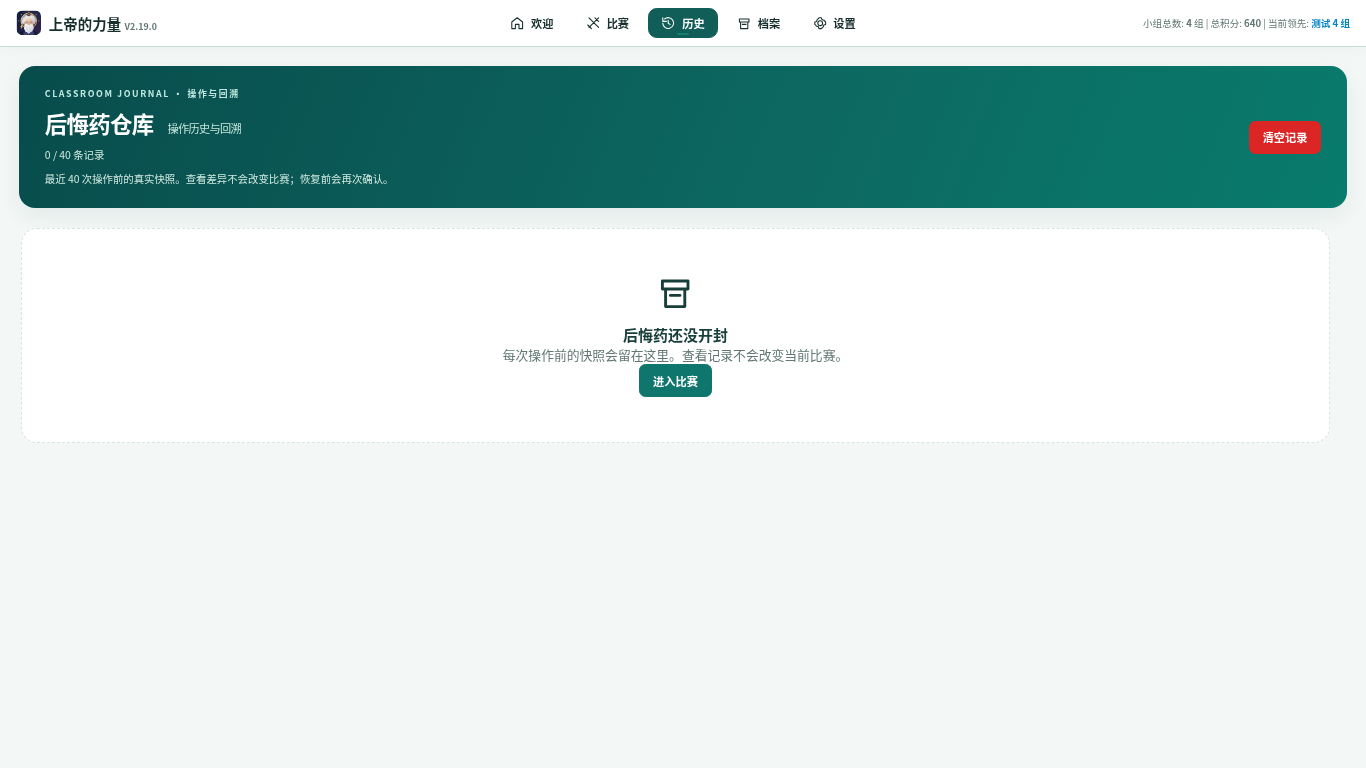 上帝的力量 V2.19.0
欢迎
比赛
历史
档案
设置
小组总数: 4 组 | 总积分: 640 | 当前领先: 测试 4 组
CLASSROOM JOURNAL · 操作与回溯
后悔药仓库 操作历史与回溯
0 / 40 条记录
最近 40 次操作前的真实快照。查看差异不会改变比赛；恢复前会再次确认。
清空记录
后悔药还没开封
每次操作前的快照会留在这里。查看记录不会改变当前比赛。
进入比赛